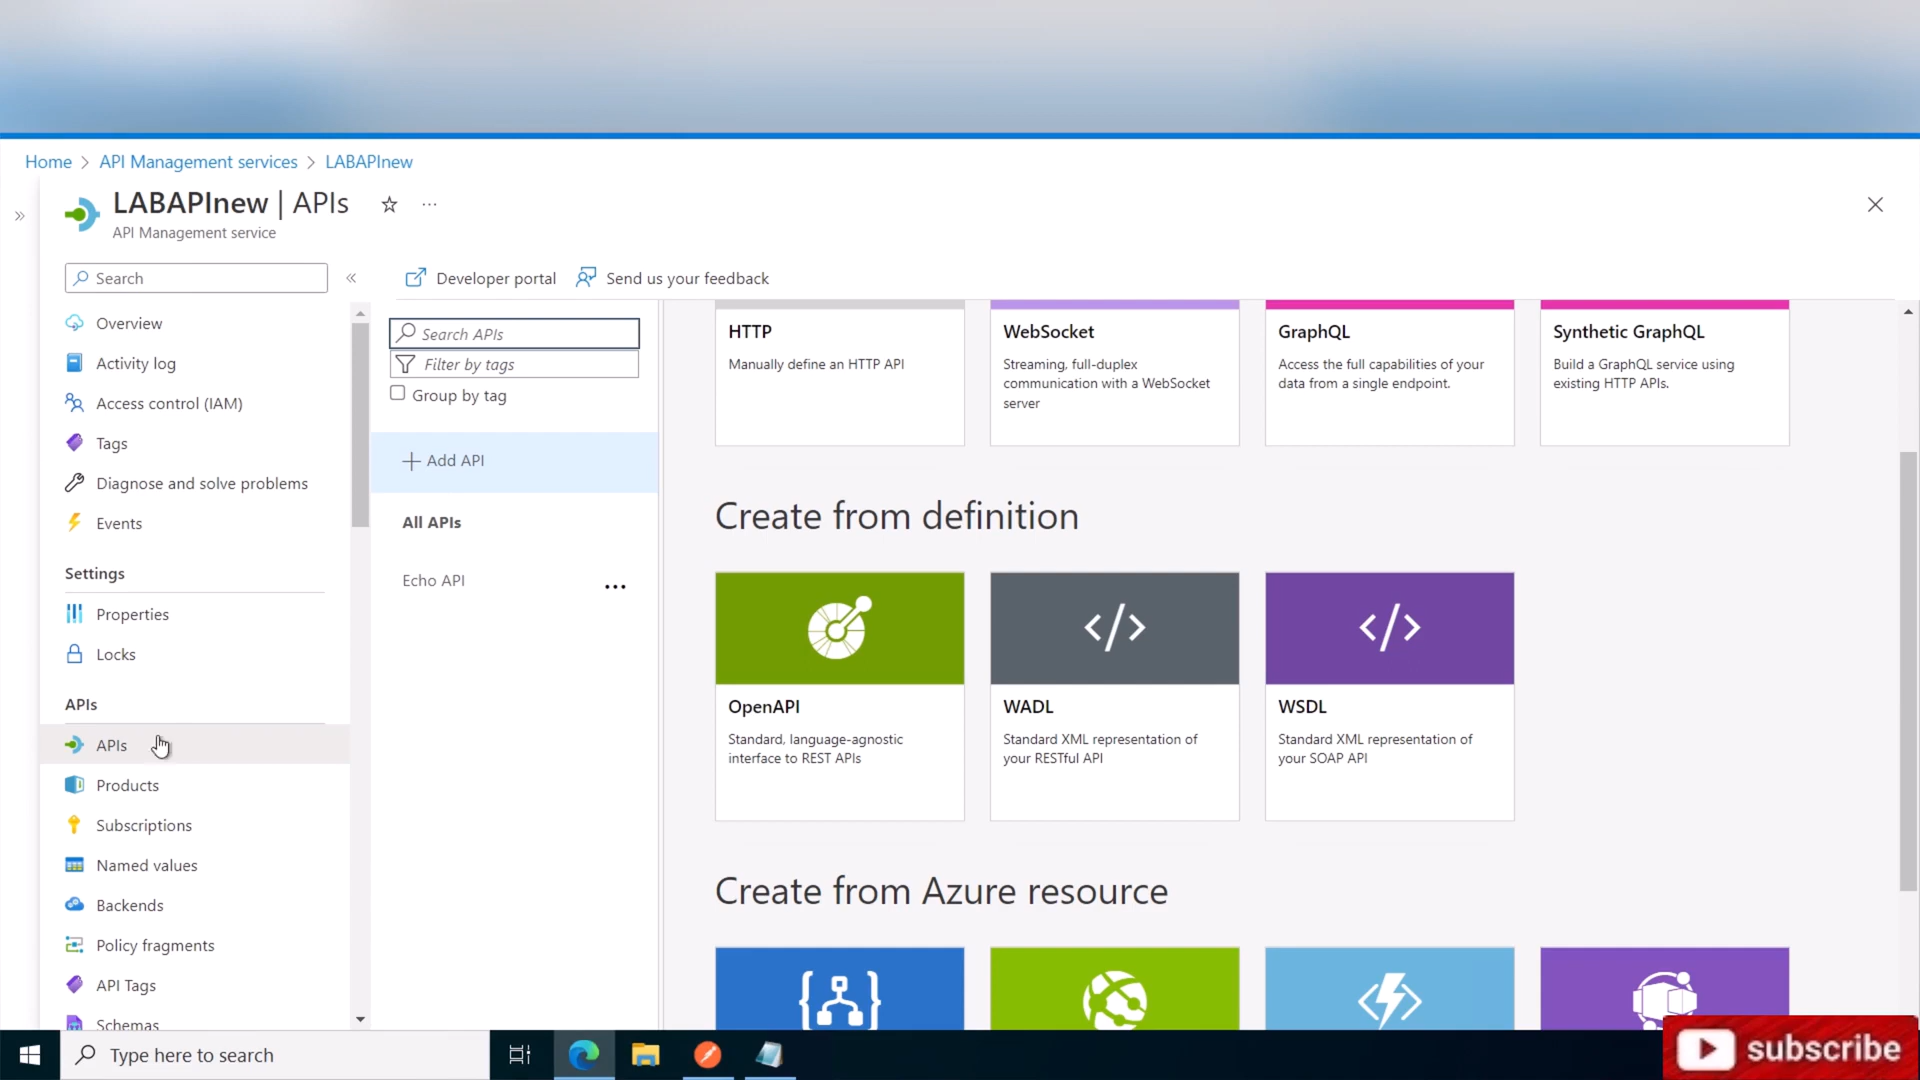 Home > API Management services > LABAPInew
LABAPInew | APIs
API Management service
Search
Developer portal
Send us your feedback
Overview
Activity log
Access control (IAM)
Tags
Diagnose and solve problems
Events
Settings
Properties
Locks
APIs
APIs
Products
Subscriptions
Named values
Backends
Policy fragments
API Tags
Schemas
Search APIs
Filter by tags
Group by tag
Add API
All APIs
Echo API
HTTP
Manually define an HTTP API
WebSocket
Streaming, full-duplex
communication with a WebSocket
server
GraphQL
Access the full capabilities of your
data from a single endpoint.
Synthetic GraphQL
Build a GraphQL service using
existing HTTP APIs.
Create from definition
OpenAPI
Standard, language-agnostic
interface to REST APIs
WADL
Standard XML representation of
your RESTful API
WSDL
Standard XML representation of
your SOAP API
Create from Azure resource
Type here to search
subscribe